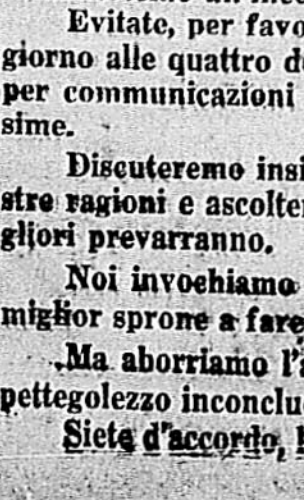 Evitate, per favo
giorno alle quattro d
per communicazioni
sime.
Discuteremo insi
stre ragioni e ascolte
gliori prevarranno.
Noi invochiamo
miglior sprone a fare
Ma aborriamo l'a
pettegolezzo inconclu
Siete d'accordo,